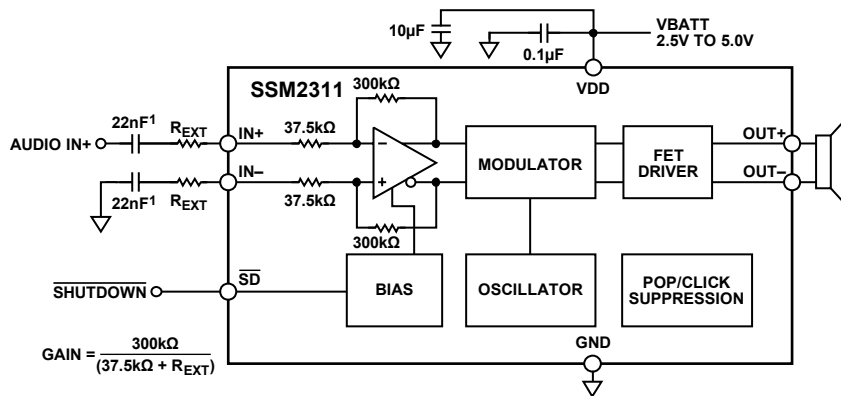 10µF
0.1µF
VBATT
2.5V TO 5.0V
VDD
SSM2311
300kΩ
22nF1
REXT
IN+
37.5kΩ
AUDIO IN+
−
MODULATOR
FET
DRIVER
OUT+
OUT−
IN−
+
22nF1
REXT
37.5kΩ
300kΩ
SD
SHUTDOWN
BIAS
OSCILLATOR
POP/CLICK
SUPPRESSION
GND
GAIN = 300kΩ
(37.5kΩ + REXT)